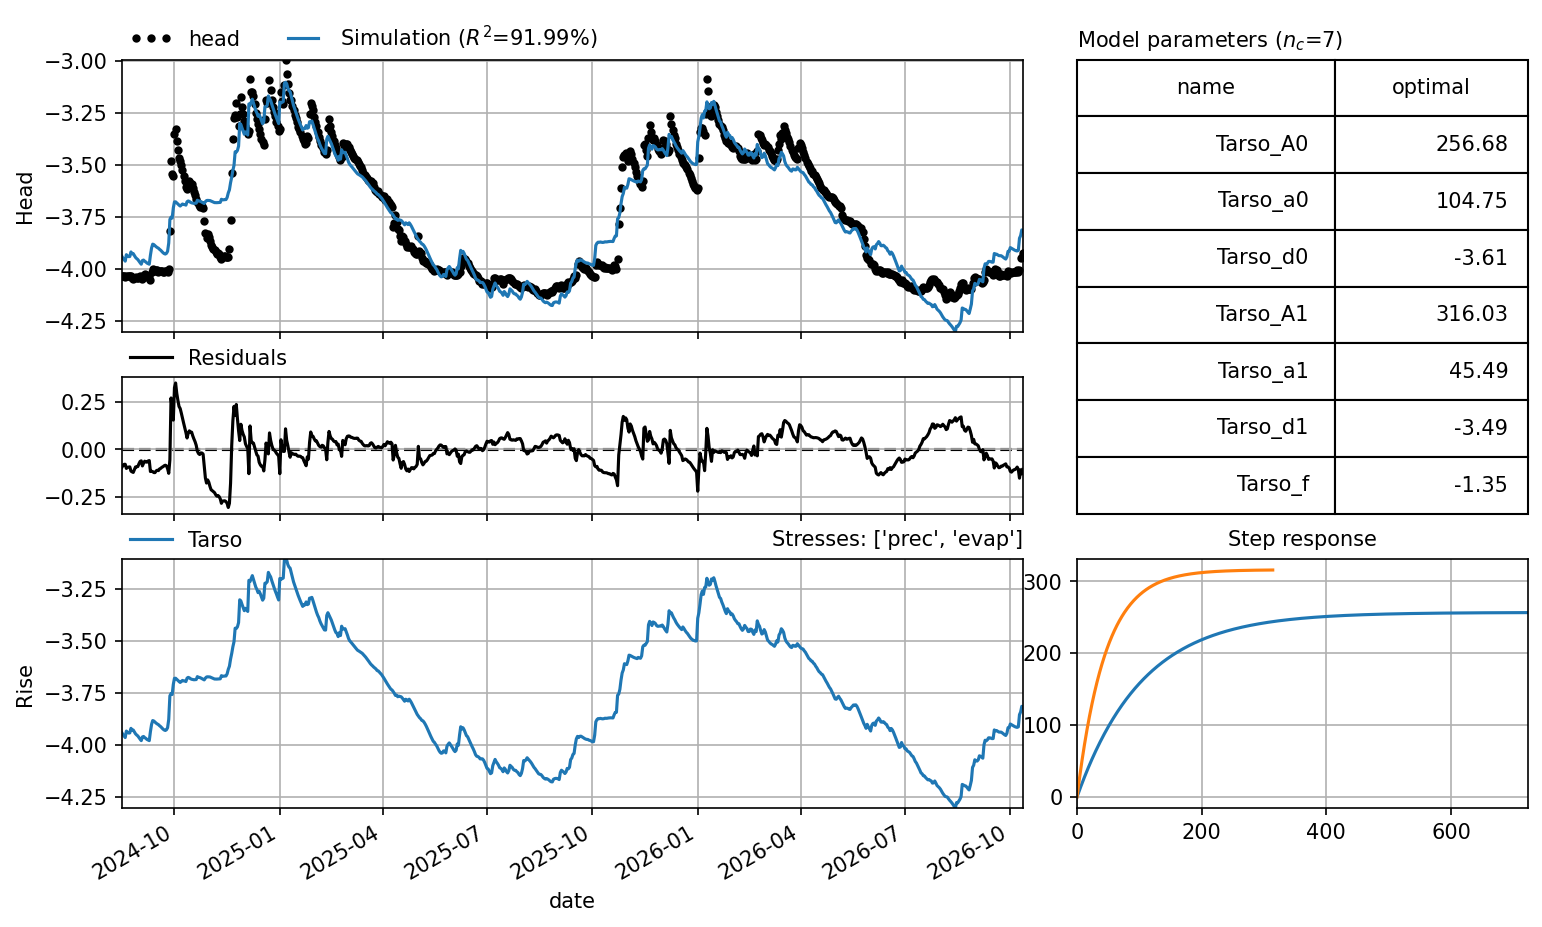 head
Simulation (R²=91.99%)
Head
−3.00
−3.25
−3.50
−3.75
−4.00
−4.25
Residuals
0.25
0.00
−0.25
Tarso
Stresses: ['prec', 'evap']
Rise
−3.25
−3.50
−3.75
−4.00
−4.25
2024-10
2025-01
2025-04
2025-07
2025-10
2026-01
2026-04
2026-07
2026-10
date
Model parameters (n_c=7)
name optimal
Tarso_A0 256.68
Tarso_a0 104.75
Tarso_d0 -3.61
Tarso_A1 316.03
Tarso_a1 45.49
Tarso_d1 -3.49
Tarso_f -1.35
Step response
300
200
100
0
0 200 400 600